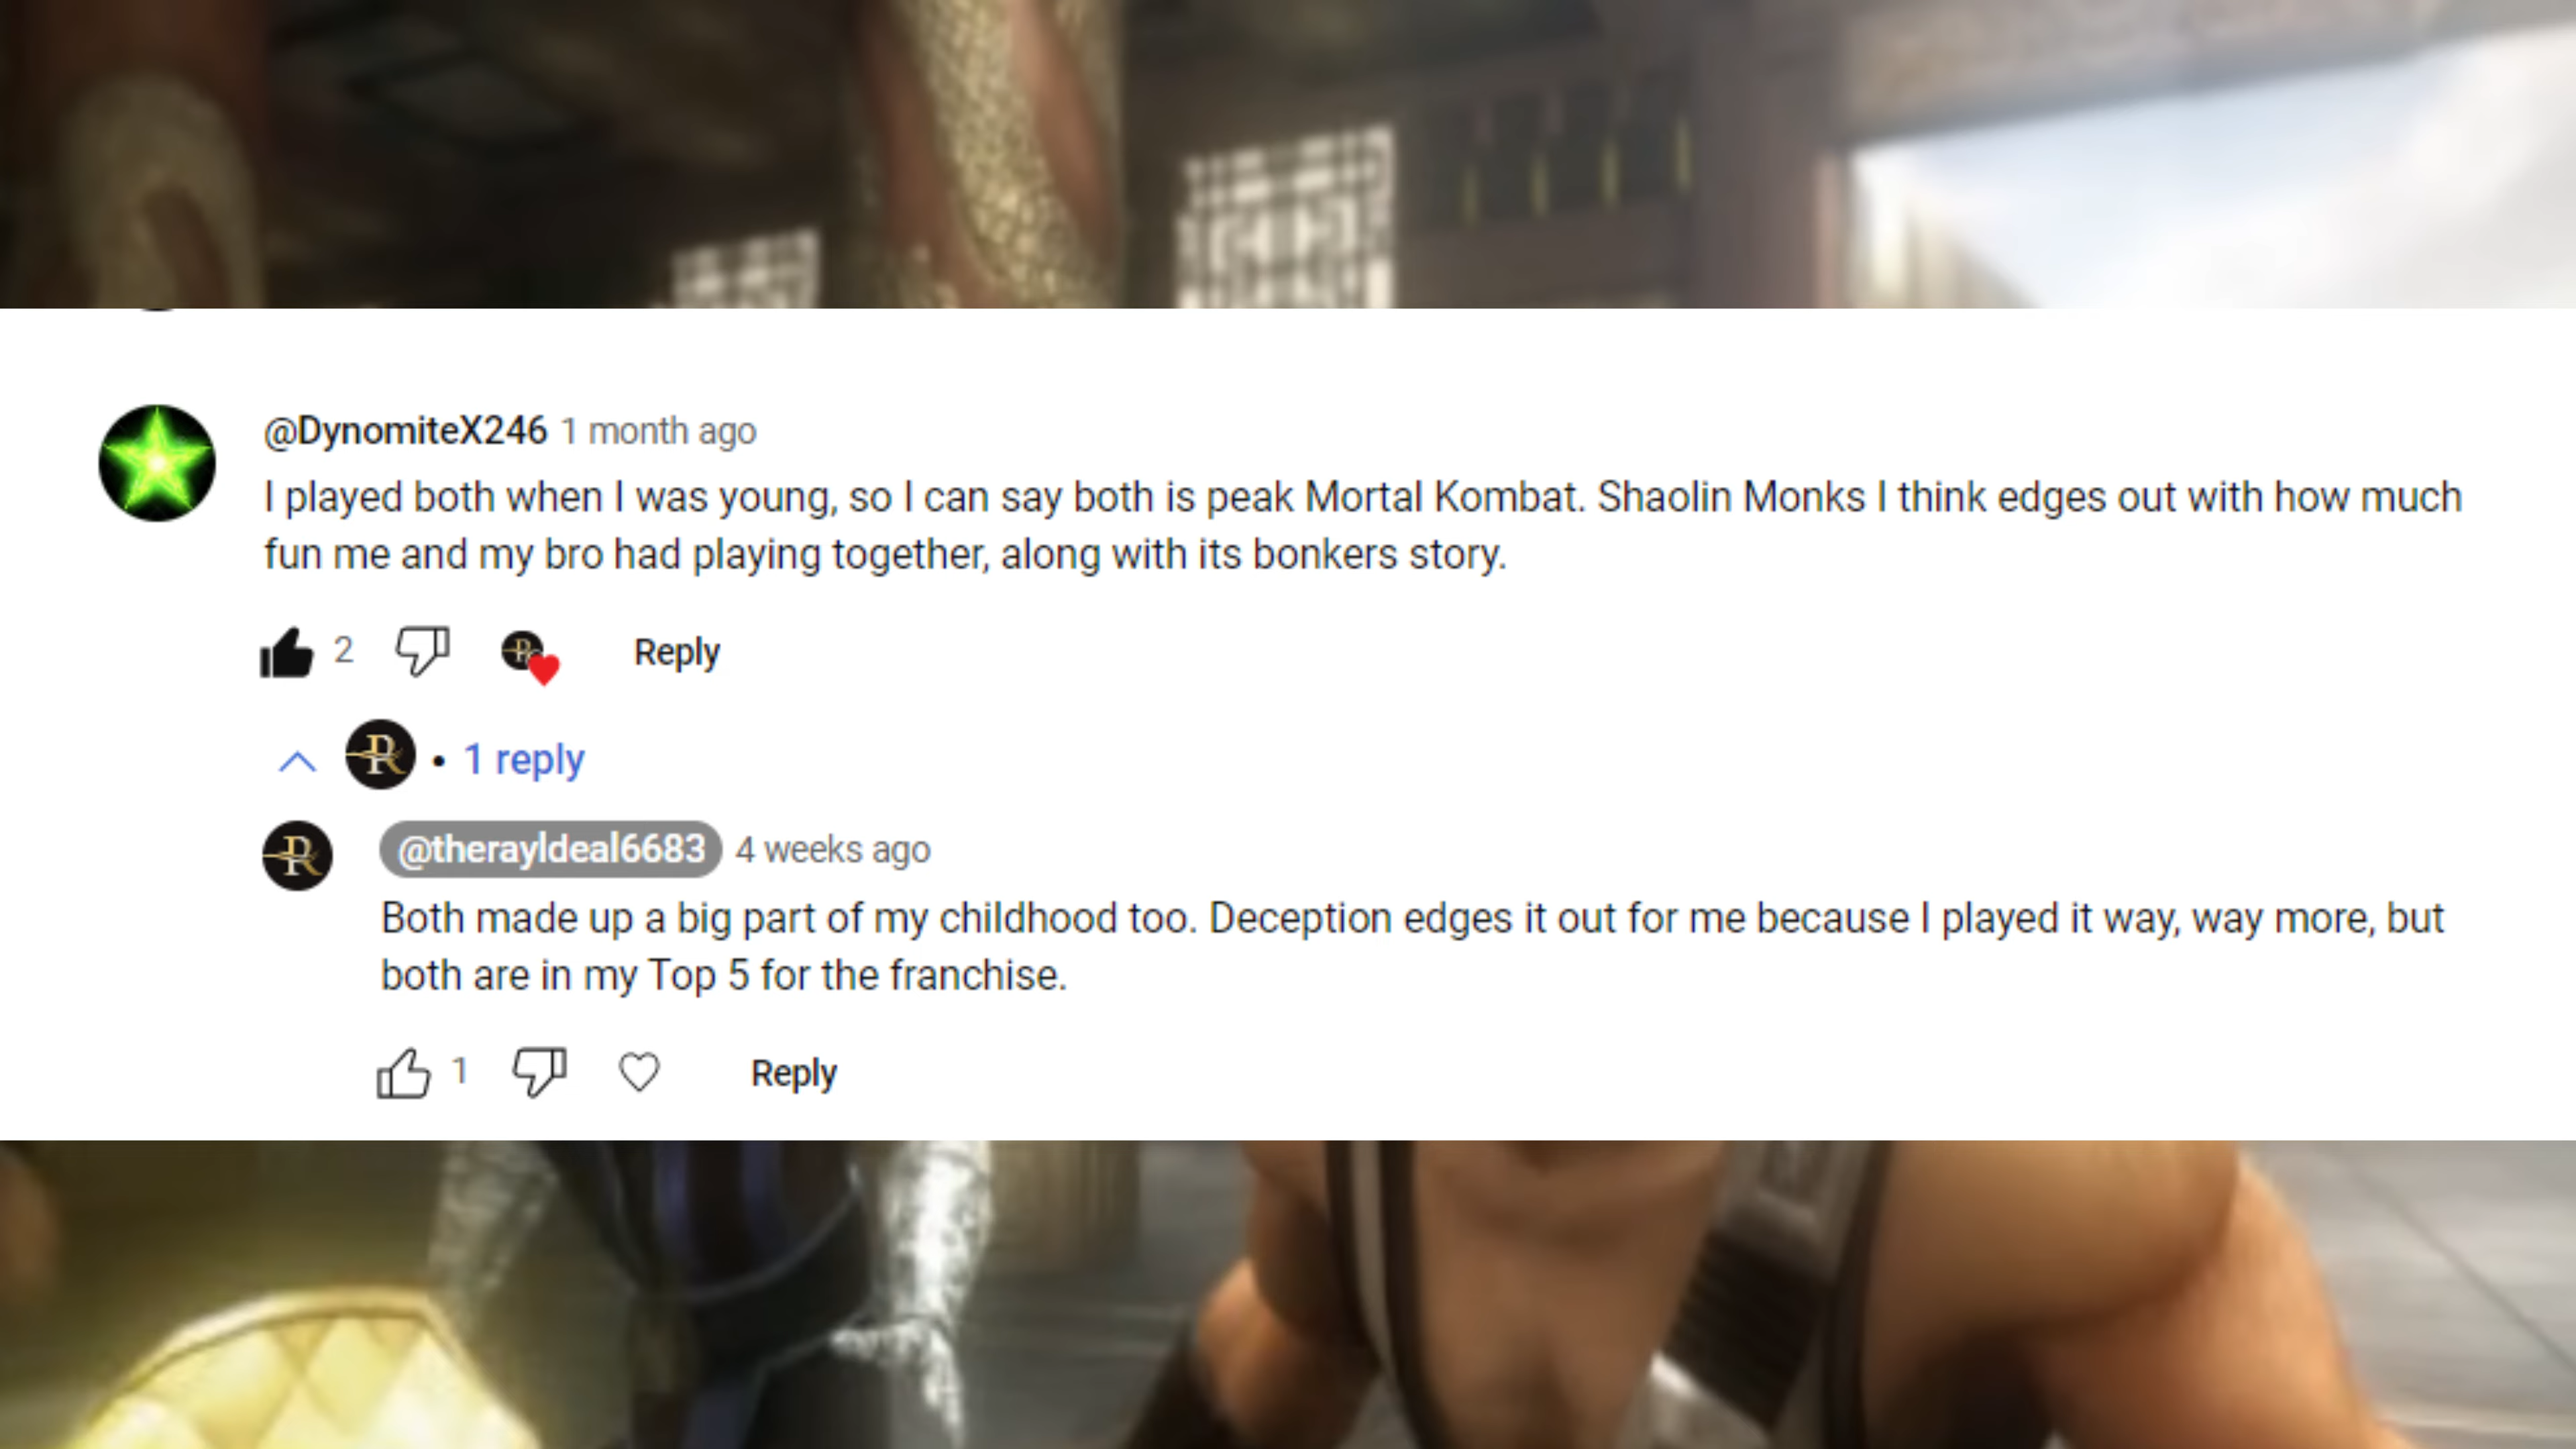 @DynomiteX246 1 month ago
I played both when I was young, so I can say both is peak Mortal Kombat. Shaolin Monks I think edges out with how much
fun me and my bro had playing together, along with its bonkers story.
2 R Reply
R • 1 reply
R @therayldeal6683 4 weeks ago
Both made up a big part of my childhood too. Deception edges it out for me because I played it way, way more, but
both are in my Top 5 for the franchise.
1 Reply